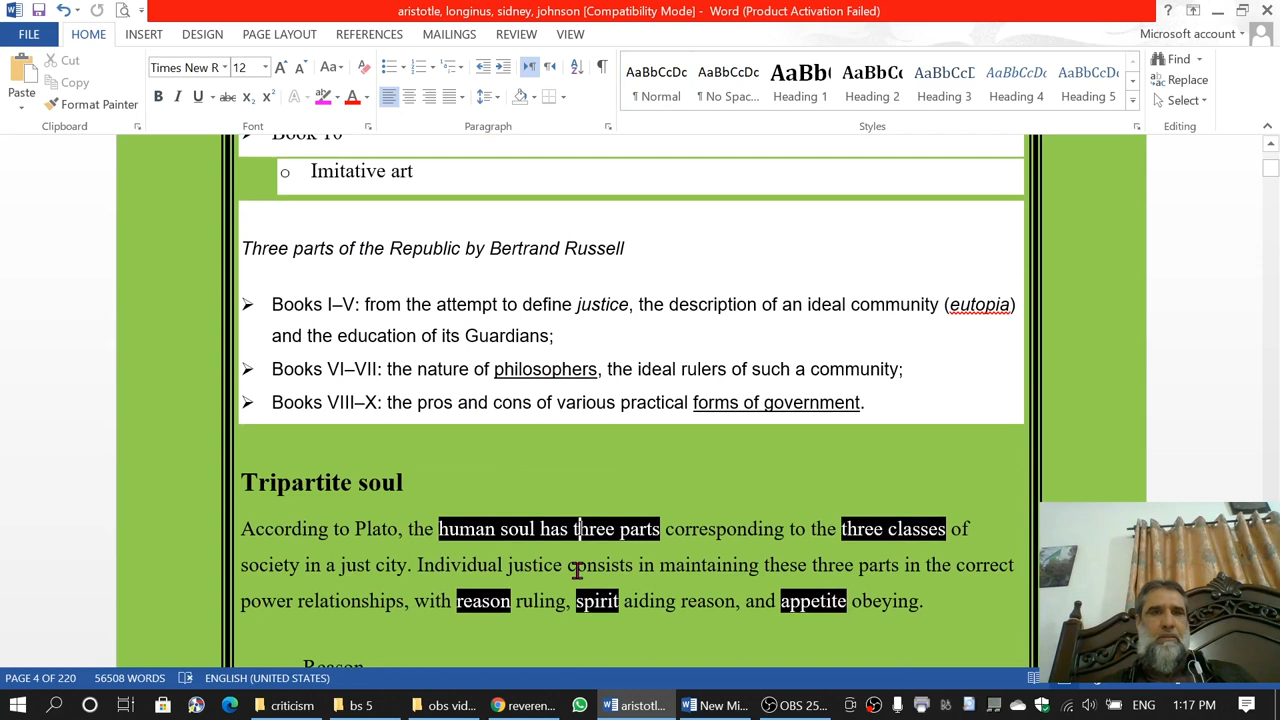 aristotle, longinus, sidney, johnson [Compatibility Mode] - Word (Product Activation Failed)
FILE HOME INSERT DESIGN PAGE LAYOUT REFERENCES MAILINGS REVIEW VIEW Microsoft account
Cut
Copy
Format Painter
Paste
Clipboard
Times New R 12
Font
Paragraph
AaBbCcDc AaBbCcDc AaBb( AaBbCc AaBbCcD AaBbCcD AaBbCcD
¶ Normal ¶ No Spac... Heading 1 Heading 2 Heading 3 Heading 4 Heading 5
Styles
Find
Replace
Select
Editing
Book 10
o Imitative art
Three parts of the Republic by Bertrand Russell
Books I–V: from the attempt to define justice, the description of an ideal community (eutopia)
and the education of its Guardians;
Books VI–VII: the nature of philosophers, the ideal rulers of such a community;
Books VIII–X: the pros and cons of various practical forms of government.
Tripartite soul
According to Plato, the human soul has three parts corresponding to the three classes of
society in a just city. Individual justice consists in maintaining these three parts in the correct
power relationships, with reason ruling, spirit aiding reason, and appetite obeying.
Reason
PAGE 4 OF 220 56508 WORDS ENGLISH (UNITED STATES)
criticism bs 5 obs vid... reveren... aristotl... New Mi... OBS 25... 1:17 PM